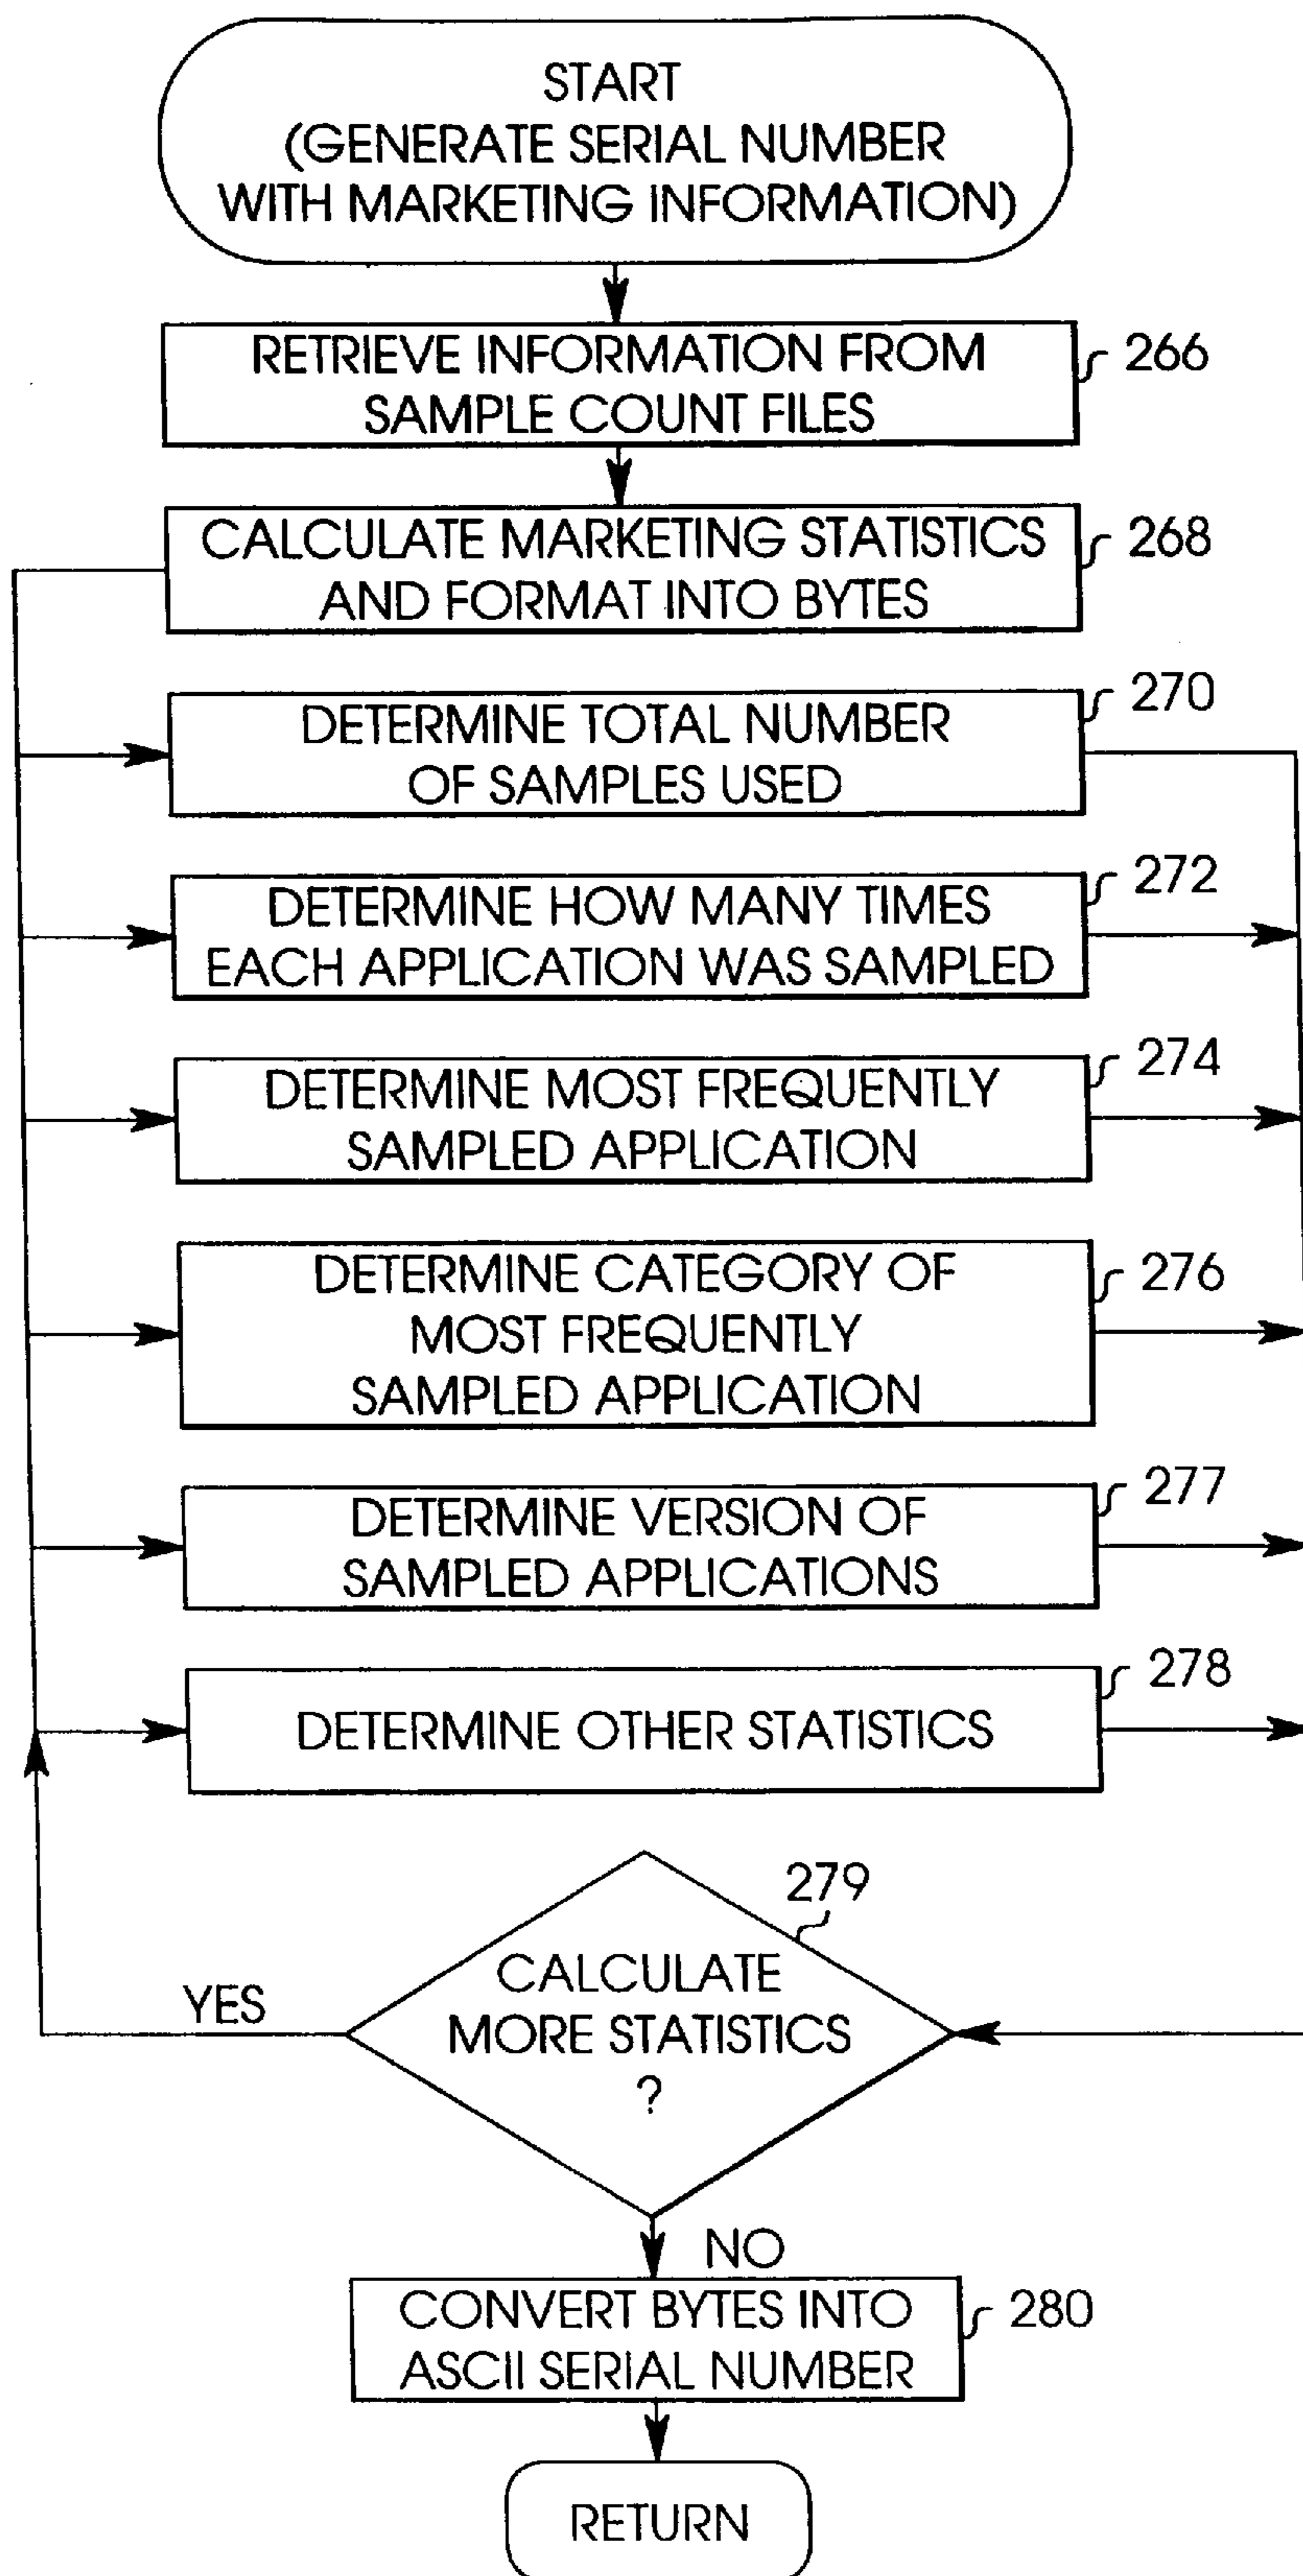 START
(GENERATE SERIAL NUMBER
WITH MARKETING INFORMATION)
RETRIEVE INFORMATION FROM
SAMPLE COUNT FILES
266
CALCULATE MARKETING STATISTICS
AND FORMAT INTO BYTES
268
DETERMINE TOTAL NUMBER
OF SAMPLES USED
270
DETERMINE HOW MANY TIMES
EACH APPLICATION WAS SAMPLED
272
DETERMINE MOST FREQUENTLY
SAMPLED APPLICATION
274
DETERMINE CATEGORY OF
MOST FREQUENTLY
SAMPLED APPLICATION
276
DETERMINE VERSION OF
SAMPLED APPLICATIONS
277
DETERMINE OTHER STATISTICS
278
279
CALCULATE
MORE STATISTICS
?
YES
NO
CONVERT BYTES INTO
ASCII SERIAL NUMBER
280
RETURN